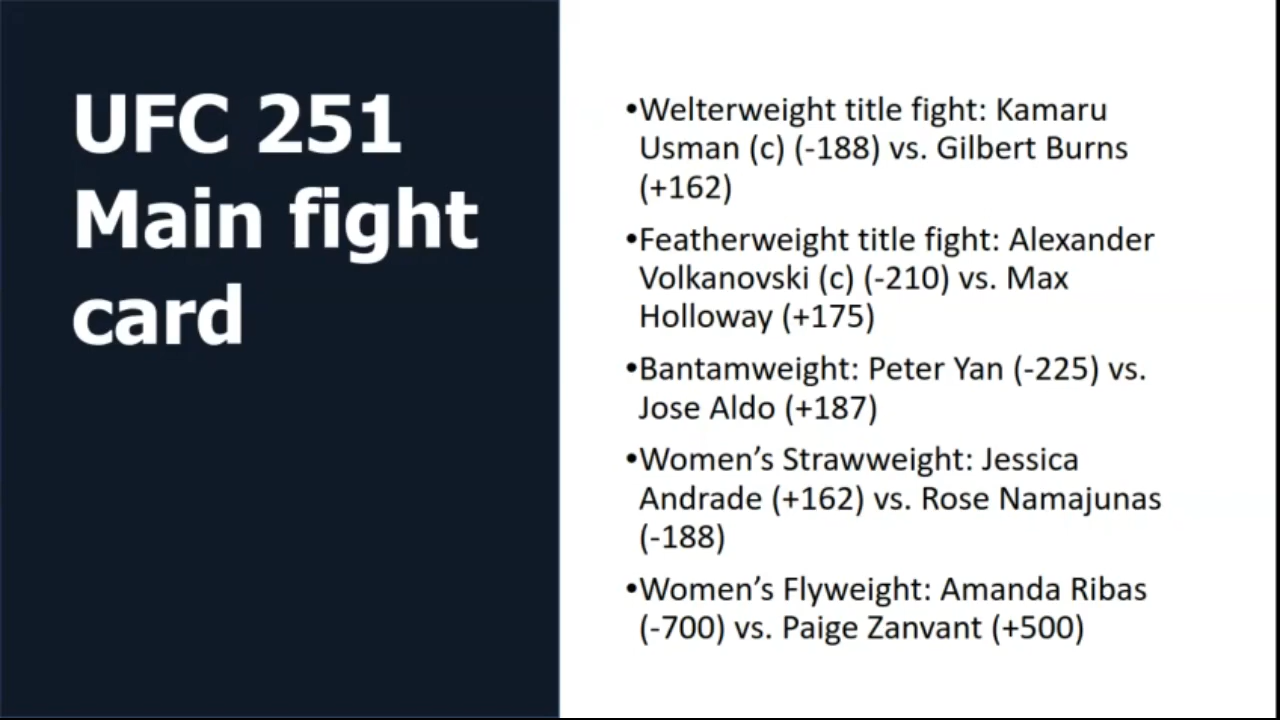 UFC 251
Main fight
card
•Welterweight title fight: Kamaru
Usman (c) (-188) vs. Gilbert Burns
(+162)
•Featherweight title fight: Alexander
Volkanovski (c) (-210) vs. Max
Holloway (+175)
•Bantamweight: Peter Yan (-225) vs.
Jose Aldo (+187)
•Women’s Strawweight: Jessica
Andrade (+162) vs. Rose Namajunas
(-188)
•Women’s Flyweight: Amanda Ribas
(-700) vs. Paige Zanvant (+500)